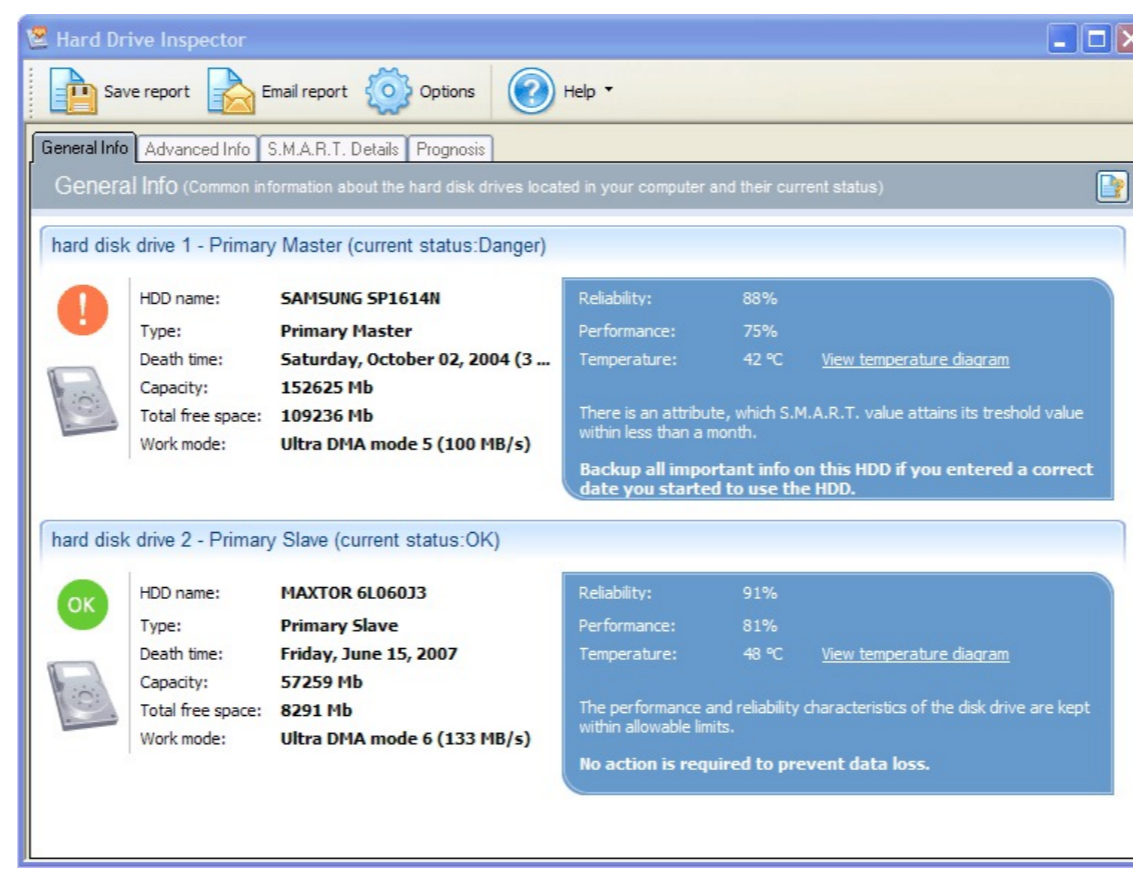 Hard Drive Inspector
Save report Email report Options Help
General Info Advanced Info S.M.A.R.T. Details Prognosis
General Info (Common information about the hard disk drives located in your computer and their current status)
hard disk drive 1 - Primary Master (current status:Danger)
!
HDD name: SAMSUNG SP1614N
Type: Primary Master
Death time: Saturday, October 02, 2004 (3 ...
Capacity: 152625 Mb
Total free space: 109236 Mb
Work mode: Ultra DMA mode 5 (100 MB/s)
Reliability: 88%
Performance: 75%
Temperature: 42 ºC View temperature diagram
There is an attribute, which S.M.A.R.T. value attains its treshold value
within less than a month.
Backup all important info on this HDD if you entered a correct
date you started to use the HDD.
hard disk drive 2 - Primary Slave (current status:OK)
OK
HDD name: MAXTOR 6L060J3
Type: Primary Slave
Death time: Friday, June 15, 2007
Capacity: 57259 Mb
Total free space: 8291 Mb
Work mode: Ultra DMA mode 6 (133 MB/s)
Reliability: 91%
Performance: 81%
Temperature: 48 ºC View temperature diagram
The performance and reliability characteristics of the disk drive are kept
within allowable limits.
No action is required to prevent data loss.